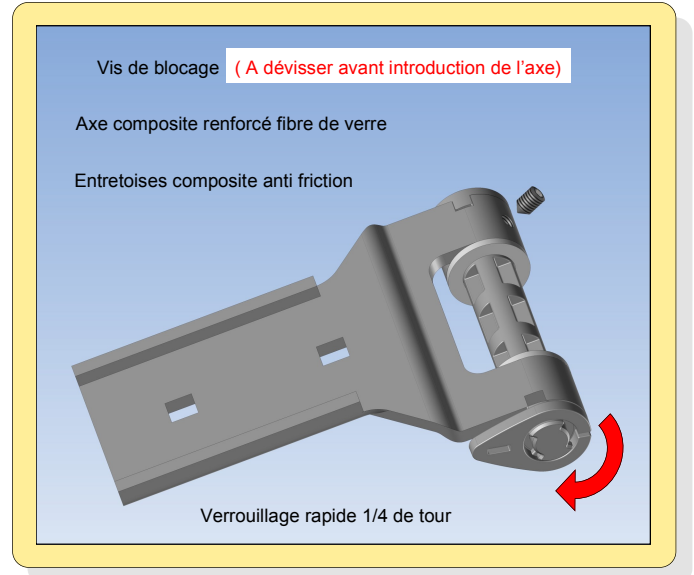 Vis de blocage ( A dévisser avant introduction de l'axe)
Axe composite renforcé fibre de verre
Entretoises composite anti friction
Verrouillage rapide 1/4 de tour